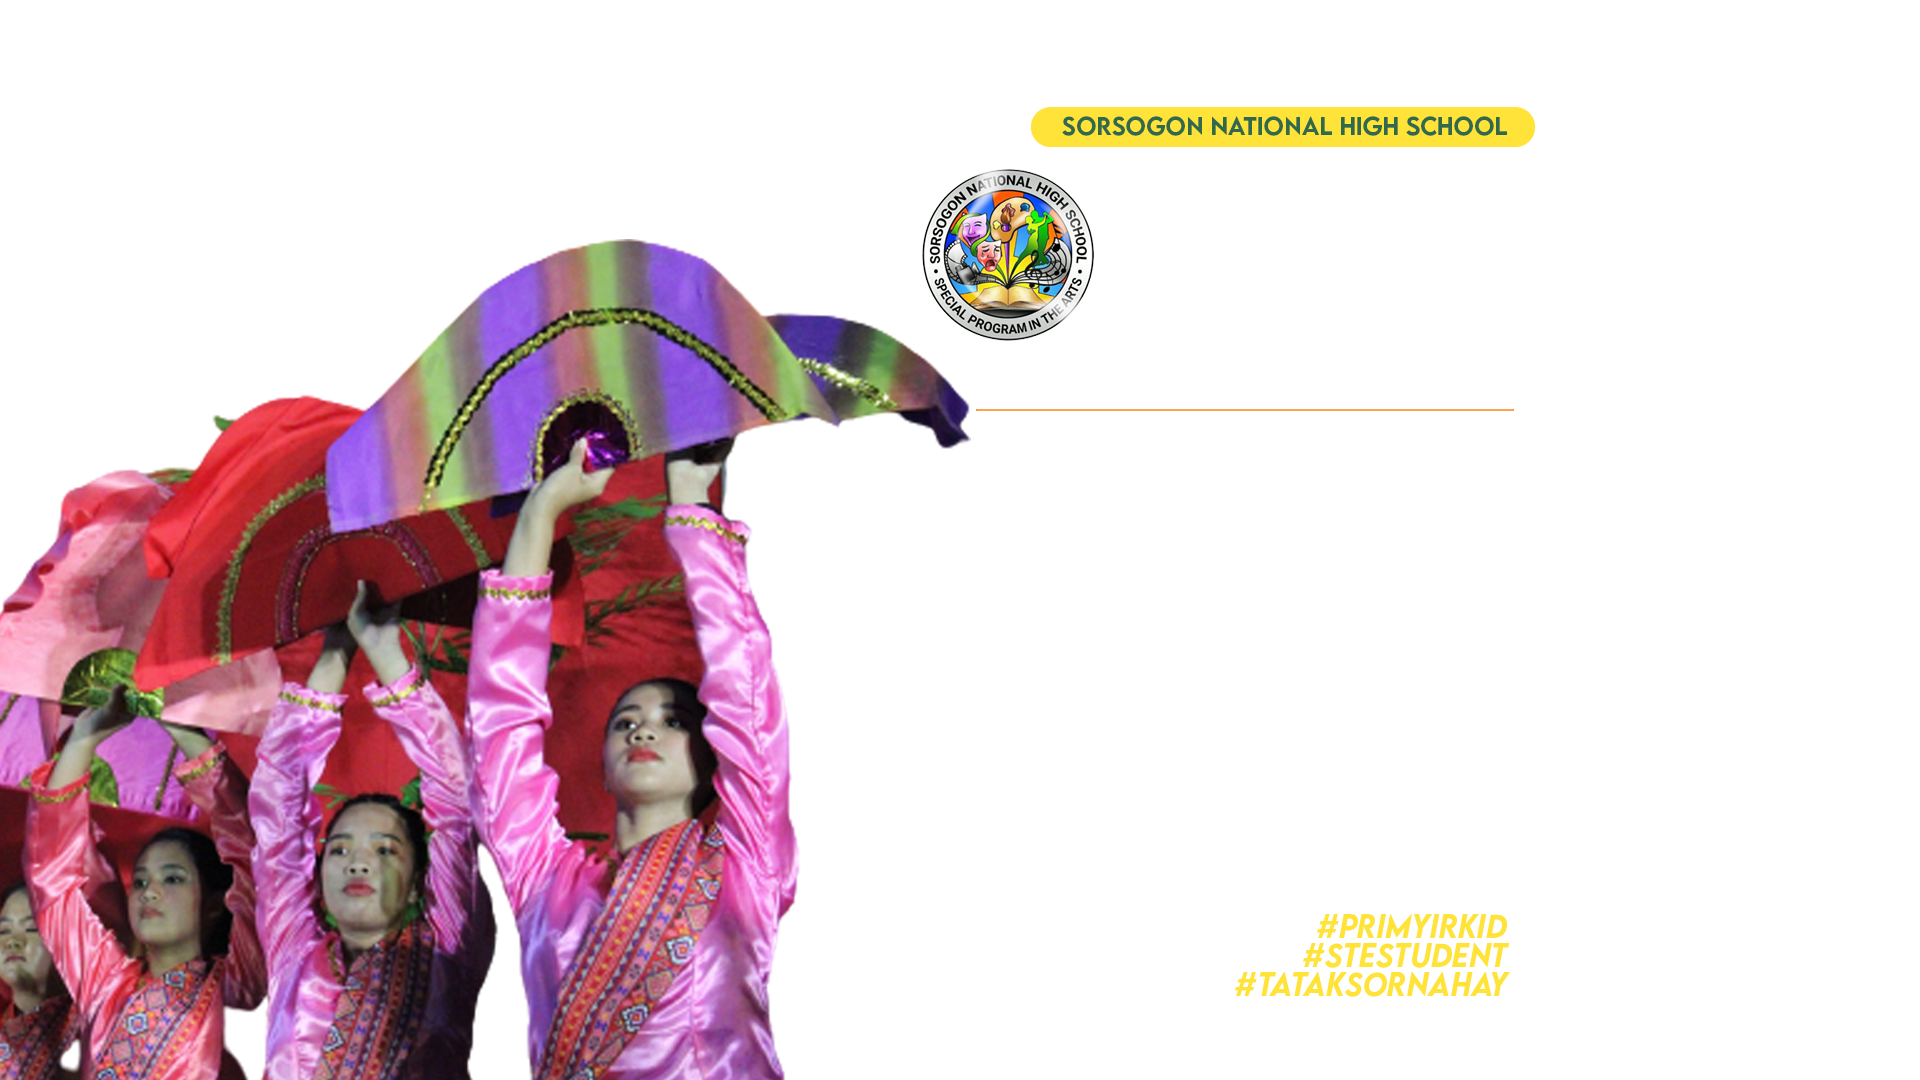 SORSOGON NATIONAL HIGH SCHOOL
SORSOGON NATIONAL HIGH SCHOOL
• SPECIAL PROGRAM IN THE ARTS •
#PRIMYIRKID
#STESTUDENT
#TATAKSORNAHAY